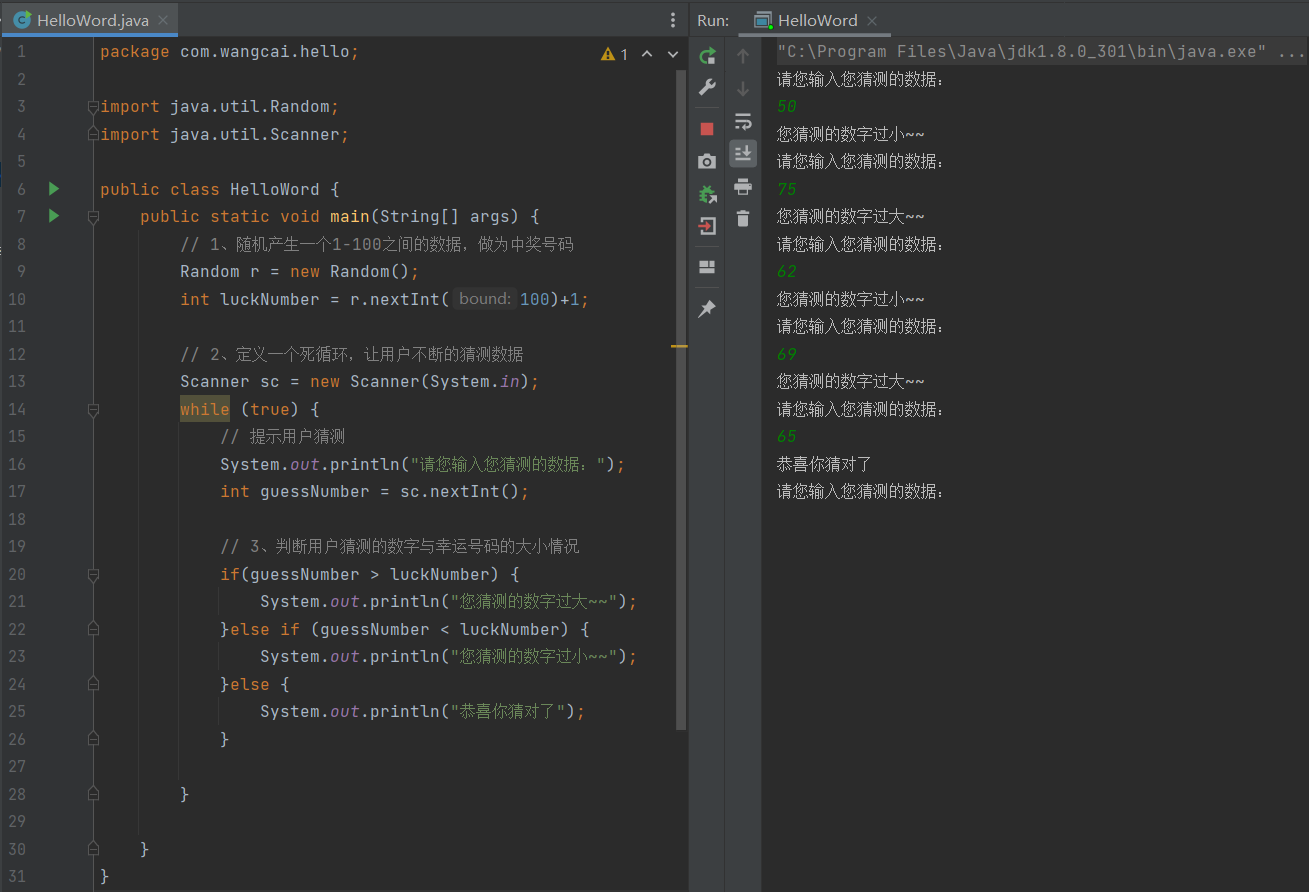 HelloWord.java
1 package com.wangcai.hello;
1
2
3 import java.util.Random;
4 import java.util.Scanner;
5
6 public class HelloWord {
7 public static void main(String[] args) {
8 // 1、随机产生一个1-100之间的数据，做为中奖号码
9 Random r = new Random();
10 int luckNumber = r.nextInt( bound: 100)+1;
11
12 // 2、定义一个死循环，让用户不断的猜测数据
13 Scanner sc = new Scanner(System.in);
14 while (true) {
15 // 提示用户猜测
16 System.out.println("请您输入您猜测的数据：");
17 int guessNumber = sc.nextInt();
18
19 // 3、判断用户猜测的数字与幸运号码的大小情况
20 if(guessNumber > luckNumber) {
21 System.out.println("您猜测的数字过大~~");
22 }else if (guessNumber < luckNumber) {
23 System.out.println("您猜测的数字过小~~");
24 }else {
25 System.out.println("恭喜你猜对了");
26 }
27
28 }
29
30 }
31 }
Run: HelloWord
"C:\Program Files\Java\jdk1.8.0_301\bin\java.exe" ...
请您输入您猜测的数据：
50
您猜测的数字过小~~
请您输入您猜测的数据：
75
您猜测的数字过大~~
请您输入您猜测的数据：
62
您猜测的数字过小~~
请您输入您猜测的数据：
69
您猜测的数字过大~~
请您输入您猜测的数据：
65
恭喜你猜对了
请您输入您猜测的数据：